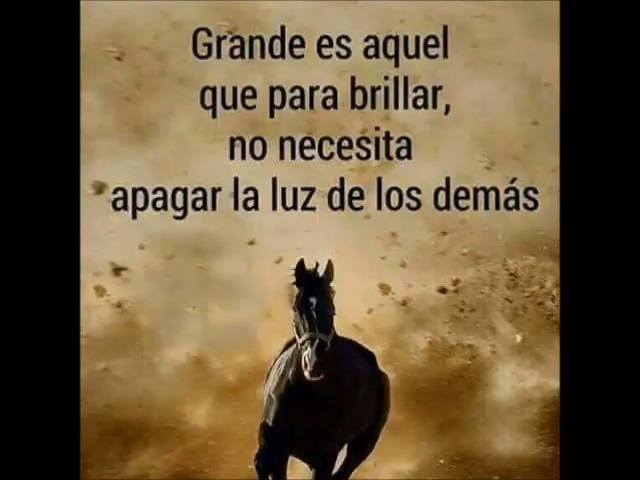 Grande es aquel
que para brillar,
no necesita
apagar la luz de los demás